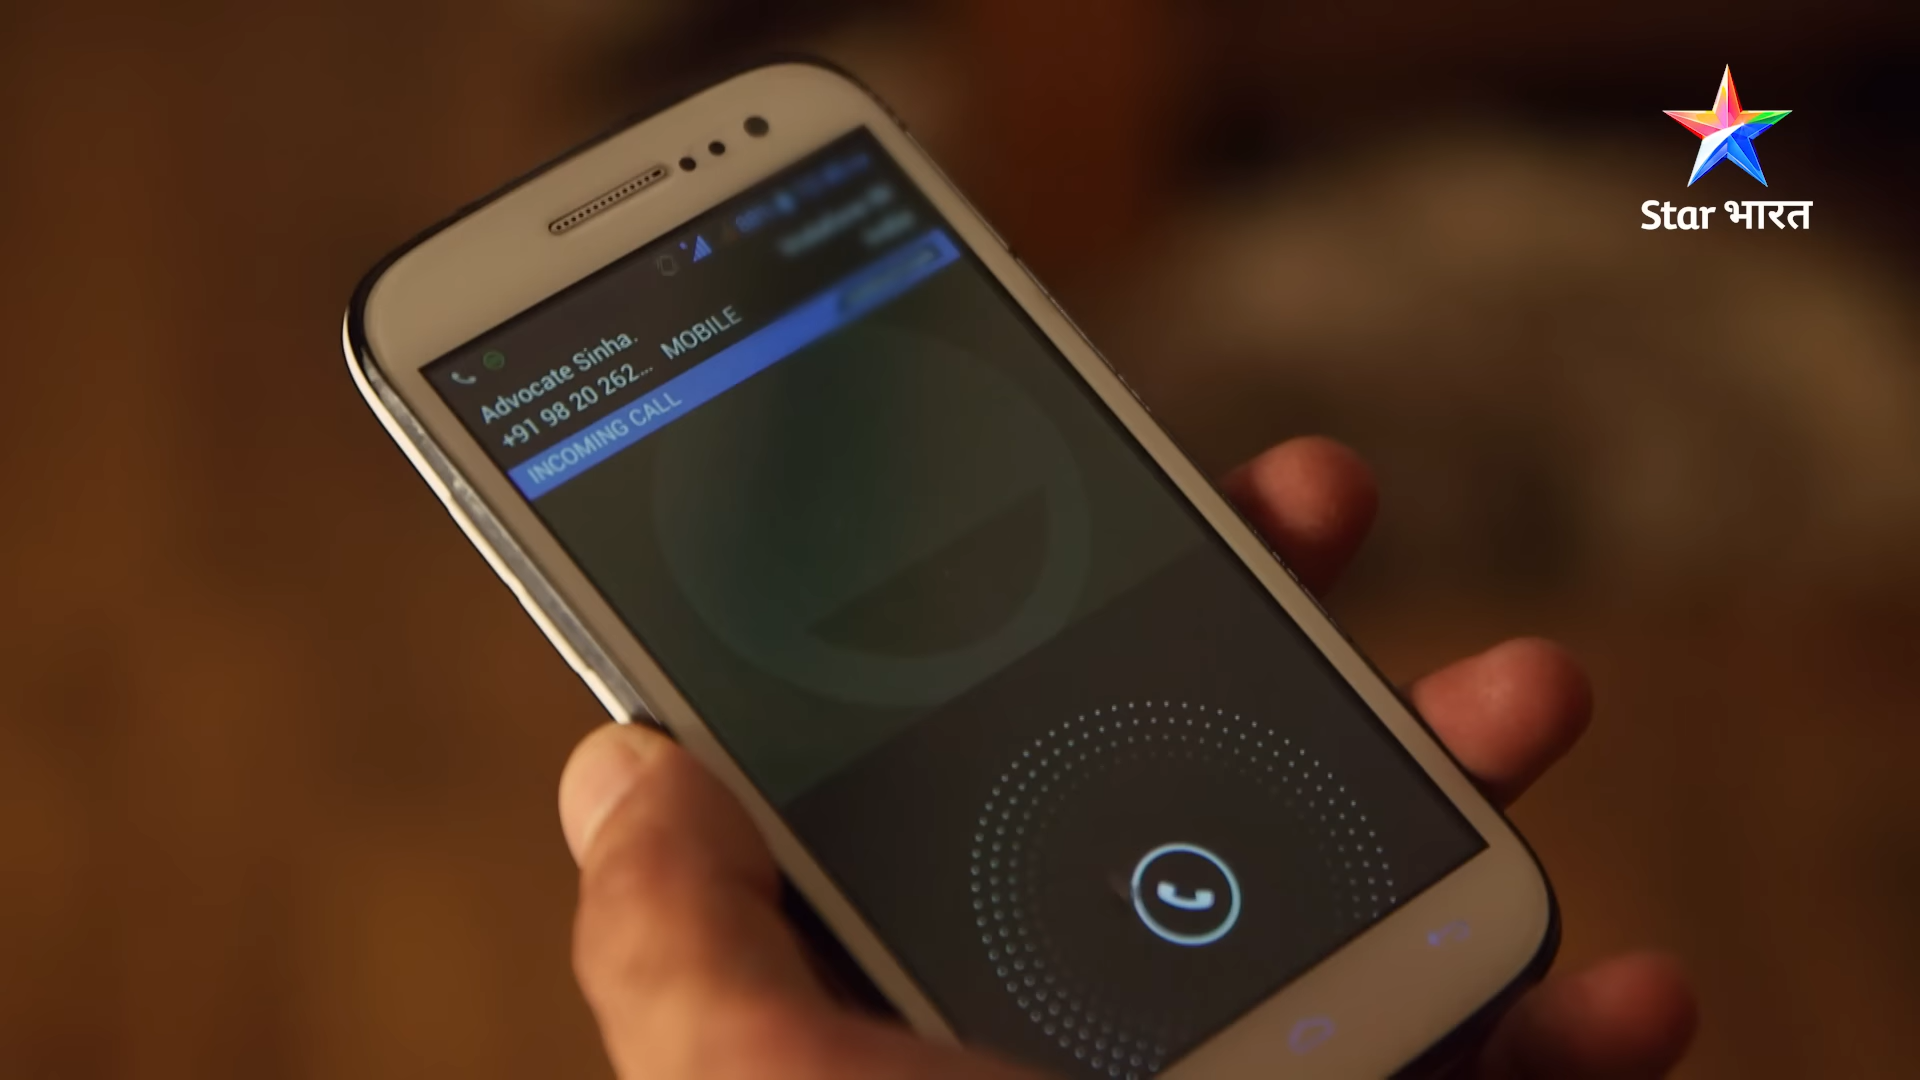 Star भारत
Advocate Sinha.
+91 98 20 262... MOBILE
INCOMING CALL